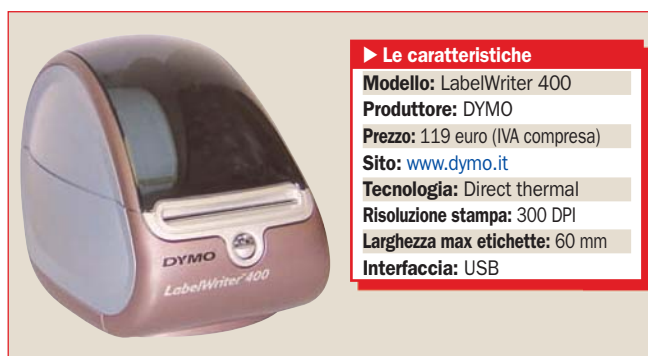 DYMO
LabelWriter 400
▶ Le caratteristiche
Modello: LabelWriter 400
Produttore: DYMO
Prezzo: 119 euro (IVA compresa)
Sito: www.dymo.it
Tecnologia: Direct thermal
Risoluzione stampa: 300 DPI
Larghezza max etichette: 60 mm
Interfaccia: USB